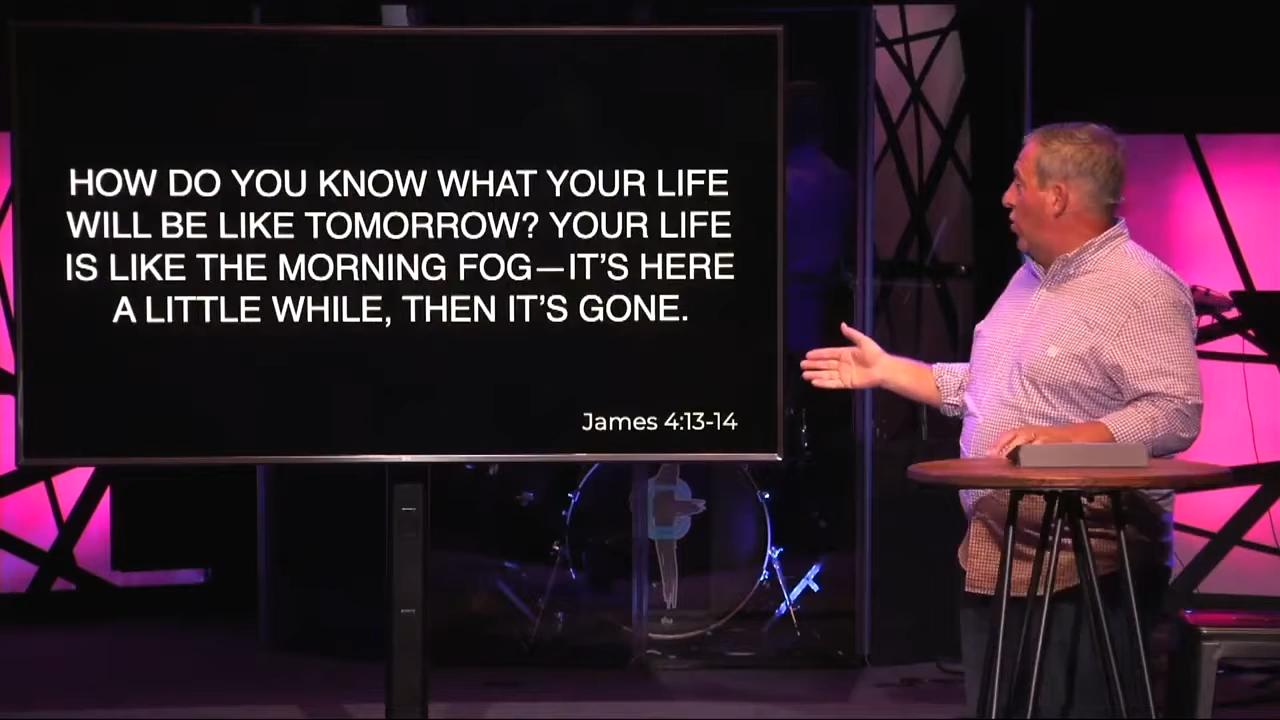 HOW DO YOU KNOW WHAT YOUR LIFE
WILL BE LIKE TOMORROW? YOUR LIFE
IS LIKE THE MORNING FOG—IT'S HERE
A LITTLE WHILE, THEN IT'S GONE.
James 4:13-14